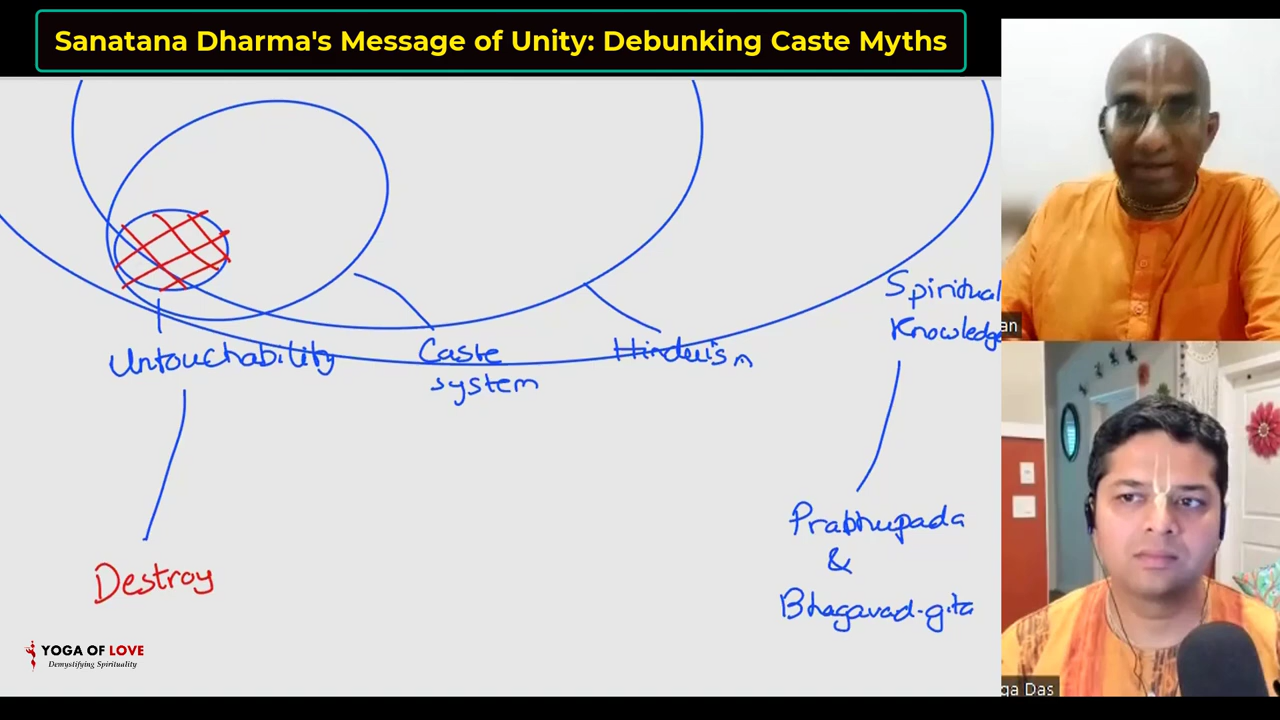 Sanatana Dharma's Message of Unity: Debunking Caste Myths
Spiritual
Knowledge
an
Untouchability
Caste
system
Hinduism
Prabhupada
&
Bhagavad-gita
Destroy
YOGA OF LOVE
Demystifying Spirituality
ga Das